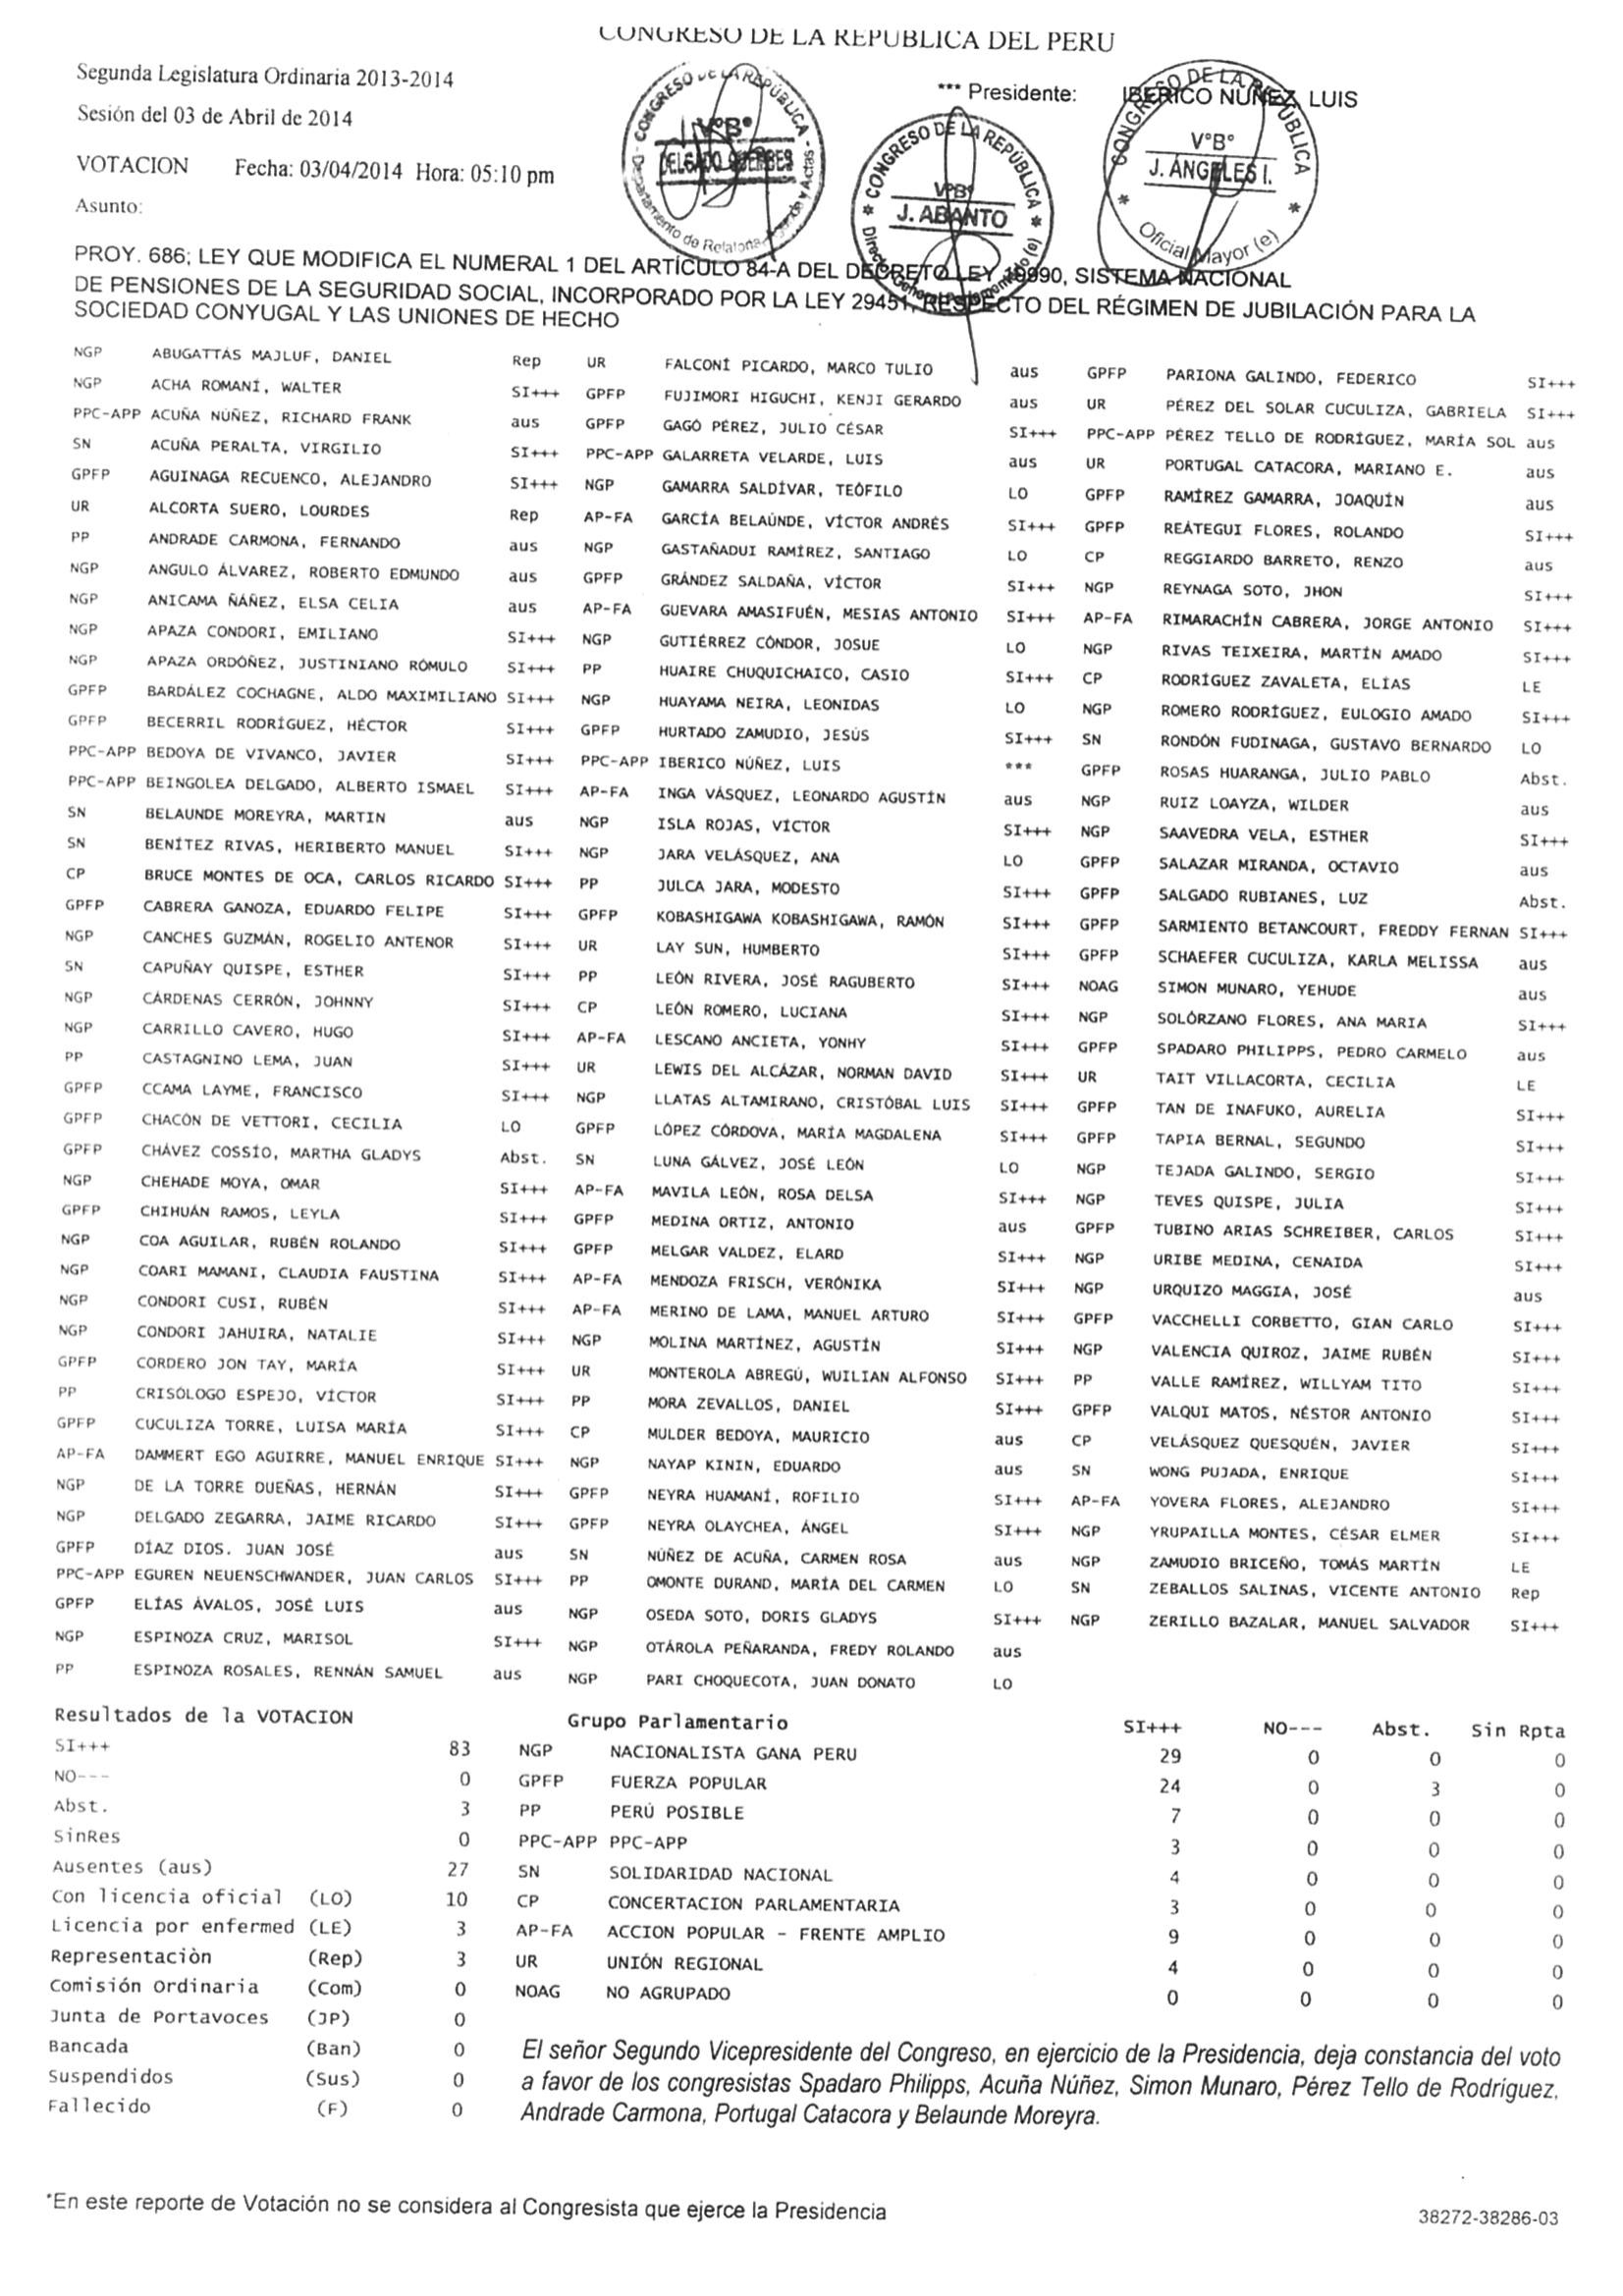 CONGRESO DE LA REPUBLICA DEL PERU
Segunda Legislatura Ordinaria 2013-2014
*** Presidente: IBERICO NÚÑEZ, LUIS
Sesión del 03 de Abril de 2014
VOTACION Fecha: 03/04/2014 Hora: 05:10 pm
Asunto:
CONGRESO DE LA REPÚBLICA
V°B°
Departamento de Relatoría, Agenda y Actas
CONGRESO DE LA REPÚBLICA
V°B°
J. ABANTO
Director General Parlamentario (e)
CONGRESO DE LA REPÚBLICA
V°B°
J. ÁNGELES I.
Oficial Mayor (e)
PROY. 686; LEY QUE MODIFICA EL NUMERAL 1 DEL ARTÍCULO 84-A DEL DECRETO LEY 19990, SISTEMA NACIONAL
DE PENSIONES DE LA SEGURIDAD SOCIAL, INCORPORADO POR LA LEY 29451, RESPECTO DEL RÉGIMEN DE JUBILACIÓN PARA LA
SOCIEDAD CONYUGAL Y LAS UNIONES DE HECHO
NGP ABUGATTÁS MAJLUF, DANIEL Rep UR FALCONÍ PICARDO, MARCO TULIO aus GPFP PARIONA GALINDO, FEDERICO SI+++
NGP ACHA ROMANÍ, WALTER SI+++ GPFP FUJIMORI HIGUCHI, KENJI GERARDO aus UR PÉREZ DEL SOLAR CUCULIZA, GABRIELA SI+++
PPC-APP ACUÑA NÚÑEZ, RICHARD FRANK aus GPFP GAGÓ PÉREZ, JULIO CÉSAR SI+++ PPC-APP PÉREZ TELLO DE RODRÍGUEZ, MARÍA SOL aus
SN ACUÑA PERALTA, VIRGILIO SI+++ PPC-APP GALARRETA VELARDE, LUIS aus UR PORTUGAL CATACORA, MARIANO E. aus
GPFP AGUINAGA RECUENCO, ALEJANDRO SI+++ NGP GAMARRA SALDÍVAR, TEÓFILO LO GPFP RAMÍREZ GAMARRA, JOAQUÍN aus
UR ALCORTA SUERO, LOURDES Rep AP-FA GARCÍA BELAÚNDE, VÍCTOR ANDRÉS SI+++ GPFP REÁTEGUI FLORES, ROLANDO SI+++
PP ANDRADE CARMONA, FERNANDO aus NGP GASTAÑADUI RAMÍREZ, SANTIAGO LO CP REGGIARDO BARRETO, RENZO aus
NGP ANGULO ÁLVAREZ, ROBERTO EDMUNDO aus GPFP GRÁNDEZ SALDAÑA, VÍCTOR SI+++ NGP REYNAGA SOTO, JHON SI+++
NGP ANICAMA ÑÁÑEZ, ELSA CELIA aus AP-FA GUEVARA AMASIFUÉN, MESIAS ANTONIO SI+++ AP-FA RIMARACHÍN CABRERA, JORGE ANTONIO SI+++
NGP APAZA CONDORI, EMILIANO SI+++ NGP GUTIÉRREZ CÓNDOR, JOSUE LO NGP RIVAS TEIXEIRA, MARTÍN AMADO SI+++
NGP APAZA ORDÓÑEZ, JUSTINIANO RÓMULO SI+++ PP HUAIRE CHUQUICHAICO, CASIO SI+++ CP RODRÍGUEZ ZAVALETA, ELÍAS LE
GPFP BARDÁLEZ COCHAGNE, ALDO MAXIMILIANO SI+++ NGP HUAYAMA NEIRA, LEONIDAS LO NGP ROMERO RODRÍGUEZ, EULOGIO AMADO SI+++
GPFP BECERRIL RODRÍGUEZ, HÉCTOR SI+++ GPFP HURTADO ZAMUDIO, JESÚS SI+++ SN RONDÓN FUDINAGA, GUSTAVO BERNARDO LO
PPC-APP BEDOYA DE VIVANCO, JAVIER SI+++ PPC-APP IBERICO NÚÑEZ, LUIS *** GPFP ROSAS HUARANGA, JULIO PABLO Abst.
PPC-APP BEINGOLEA DELGADO, ALBERTO ISMAEL SI+++ AP-FA INGA VÁSQUEZ, LEONARDO AGUSTÍN aus NGP RUIZ LOAYZA, WILDER aus
SN BELAUNDE MOREYRA, MARTIN aus NGP ISLA ROJAS, VÍCTOR SI+++ NGP SAAVEDRA VELA, ESTHER SI+++
SN BENÍTEZ RIVAS, HERIBERTO MANUEL SI+++ NGP JARA VELÁSQUEZ, ANA LO GPFP SALAZAR MIRANDA, OCTAVIO aus
CP BRUCE MONTES DE OCA, CARLOS RICARDO SI+++ PP JULCA JARA, MODESTO SI+++ GPFP SALGADO RUBIANES, LUZ Abst.
GPFP CABRERA GANOZA, EDUARDO FELIPE SI+++ GPFP KOBASHIGAWA KOBASHIGAWA, RAMÓN SI+++ GPFP SARMIENTO BETANCOURT, FREDDY FERNAN SI+++
NGP CANCHES GUZMÁN, ROGELIO ANTENOR SI+++ UR LAY SUN, HUMBERTO SI+++ GPFP SCHAEFER CUCULIZA, KARLA MELISSA aus
SN CAPUÑAY QUISPE, ESTHER SI+++ PP LEÓN RIVERA, JOSÉ RAGUBERTO SI+++ NOAG SIMON MUNARO, YEHUDE aus
NGP CÁRDENAS CERRÓN, JOHNNY SI+++ CP LEÓN ROMERO, LUCIANA SI+++ NGP SOLÓRZANO FLORES, ANA MARIA SI+++
NGP CARRILLO CAVERO, HUGO SI+++ AP-FA LESCANO ANCIETA, YONHY SI+++ GPFP SPADARO PHILIPPS, PEDRO CARMELO aus
PP CASTAGNINO LEMA, JUAN SI+++ UR LEWIS DEL ALCÁZAR, NORMAN DAVID SI+++ UR TAIT VILLACORTA, CECILIA LE
GPFP CCAMA LAYME, FRANCISCO SI+++ NGP LLATAS ALTAMIRANO, CRISTÓBAL LUIS SI+++ GPFP TAN DE INAFUKO, AURELIA SI+++
GPFP CHACÓN DE VETTORI, CECILIA LO GPFP LÓPEZ CÓRDOVA, MARÍA MAGDALENA SI+++ GPFP TAPIA BERNAL, SEGUNDO SI+++
GPFP CHÁVEZ COSSÍO, MARTHA GLADYS Abst. SN LUNA GÁLVEZ, JOSÉ LEÓN LO NGP TEJADA GALINDO, SERGIO SI+++
NGP CHEHADE MOYA, OMAR SI+++ AP-FA MAVILA LEÓN, ROSA DELSA SI+++ NGP TEVES QUISPE, JULIA SI+++
GPFP CHIHUÁN RAMOS, LEYLA SI+++ GPFP MEDINA ORTIZ, ANTONIO aus GPFP TUBINO ARIAS SCHREIBER, CARLOS SI+++
NGP COA AGUILAR, RUBÉN ROLANDO SI+++ GPFP MELGAR VALDEZ, ELARD SI+++ NGP URIBE MEDINA, CENAIDA SI+++
NGP COARI MAMANI, CLAUDIA FAUSTINA SI+++ AP-FA MENDOZA FRISCH, VERÓNIKA SI+++ NGP URQUIZO MAGGIA, JOSÉ aus
NGP CONDORI CUSI, RUBÉN SI+++ AP-FA MERINO DE LAMA, MANUEL ARTURO SI+++ GPFP VACCHELLI CORBETTO, GIAN CARLO SI+++
NGP CONDORI JAHUIRA, NATALIE SI+++ NGP MOLINA MARTÍNEZ, AGUSTÍN SI+++ NGP VALENCIA QUIROZ, JAIME RUBÉN SI+++
GPFP CORDERO JON TAY, MARÍA SI+++ UR MONTEROLA ABREGÚ, WUILIAN ALFONSO SI+++ PP VALLE RAMÍREZ, WILLYAM TITO SI+++
PP CRISÓLOGO ESPEJO, VÍCTOR SI+++ PP MORA ZEVALLOS, DANIEL SI+++ GPFP VALQUI MATOS, NÉSTOR ANTONIO SI+++
GPFP CUCULIZA TORRE, LUISA MARÍA SI+++ CP MULDER BEDOYA, MAURICIO aus CP VELÁSQUEZ QUESQUÉN, JAVIER SI+++
AP-FA DAMMERT EGO AGUIRRE, MANUEL ENRIQUE SI+++ NGP NAYAP KININ, EDUARDO aus SN WONG PUJADA, ENRIQUE SI+++
NGP DE LA TORRE DUEÑAS, HERNÁN SI+++ GPFP NEYRA HUAMANÍ, ROFILIO SI+++ AP-FA YOVERA FLORES, ALEJANDRO SI+++
NGP DELGADO ZEGARRA, JAIME RICARDO SI+++ GPFP NEYRA OLAYCHEA, ÁNGEL SI+++ NGP YRUPAILLA MONTES, CÉSAR ELMER SI+++
GPFP DÍAZ DIOS. JUAN JOSÉ aus SN NÚÑEZ DE ACUÑA, CARMEN ROSA aus NGP ZAMUDIO BRICEÑO, TOMÁS MARTÍN LE
PPC-APP EGUREN NEUENSCHWANDER, JUAN CARLOS SI+++ PP OMONTE DURAND, MARÍA DEL CARMEN LO SN ZEBALLOS SALINAS, VICENTE ANTONIO Rep
GPFP ELÍAS ÁVALOS, JOSÉ LUIS aus NGP OSEDA SOTO, DORIS GLADYS SI+++ NGP ZERILLO BAZALAR, MANUEL SALVADOR SI+++
NGP ESPINOZA CRUZ, MARISOL SI+++ NGP OTÁROLA PEÑARANDA, FREDY ROLANDO aus
PP ESPINOZA ROSALES, RENNÁN SAMUEL aus NGP PARI CHOQUECOTA, JUAN DONATO LO
Resultados de la VOTACION Grupo Parlamentario SI+++ NO--- Abst. Sin Rpta
SI+++ 83 NGP NACIONALISTA GANA PERU 29 0 0 0
NO--- 0 GPFP FUERZA POPULAR 24 0 3 0
Abst. 3 PP PERÚ POSIBLE 7 0 0 0
SinRes 0 PPC-APP PPC-APP 3 0 0 0
Ausentes (aus) 27 SN SOLIDARIDAD NACIONAL 4 0 0 0
Con licencia oficial (LO) 10 CP CONCERTACION PARLAMENTARIA 3 0 0 0
Licencia por enfermed (LE) 3 AP-FA ACCION POPULAR - FRENTE AMPLIO 9 0 0 0
Representación (Rep) 3 UR UNIÓN REGIONAL 4 0 0 0
Comisión Ordinaria (Com) 0 NOAG NO AGRUPADO 0 0 0 0
Junta de Portavoces (JP) 0
Bancada (Ban) 0
Suspendidos (Sus) 0
Fallecido (F) 0
El señor Segundo Vicepresidente del Congreso, en ejercicio de la Presidencia, deja constancia del voto
a favor de los congresistas Spadaro Philipps, Acuña Núñez, Simon Munaro, Pérez Tello de Rodríguez,
Andrade Carmona, Portugal Catacora y Belaunde Moreyra.
*En este reporte de Votación no se considera al Congresista que ejerce la Presidencia
38272-38286-03